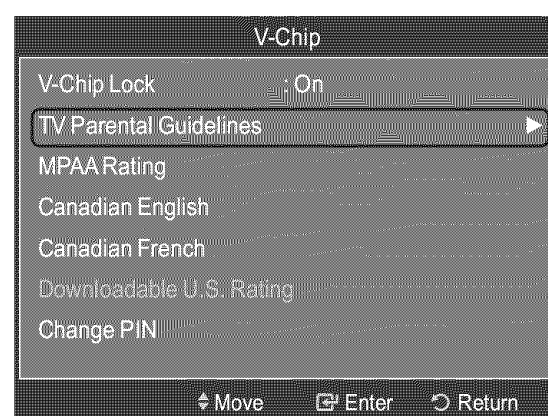 V-Chip
V-Chip Lock : On
TV Parental Guidelines
MPAA Rating
Canadian English
Canadian French
Downloadable U.S. Rating
Change PIN
Move Enter Return